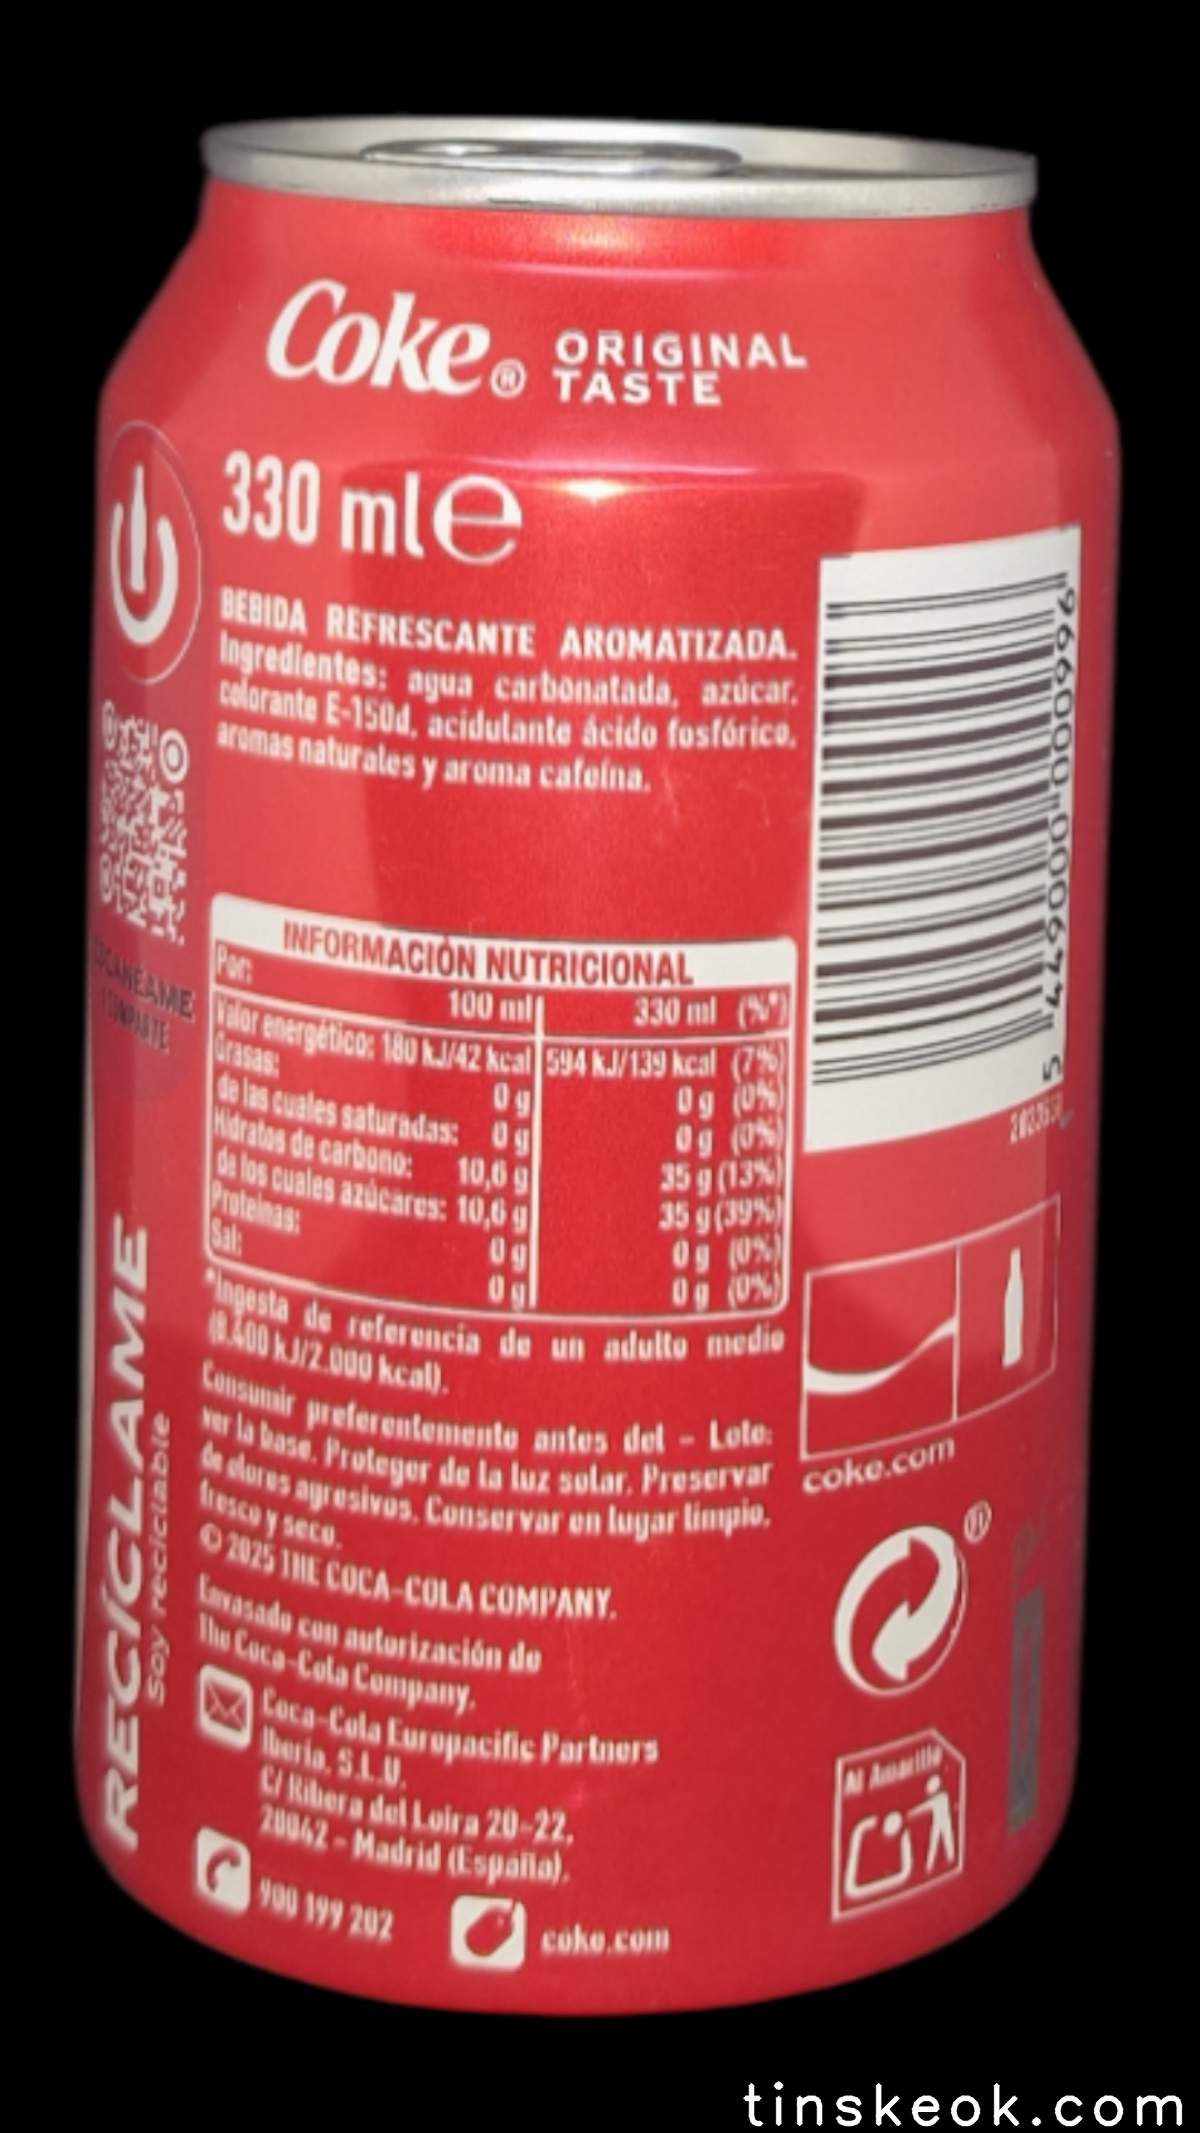 Coke® ORIGINAL
TASTE
330 ml e
BEBIDA REFRESCANTE AROMATIZADA.
Ingredientes: agua carbonatada, azúcar,
colorante E-150d, acidulante ácido fosfórico,
aromas naturales y aroma cafeína.
INFORMACIÓN NUTRICIONAL
Por: 100 ml 330 ml (%*)
Valor energético: 180 kJ/42 kcal 594 kJ/139 kcal (7%)
Grasas: 0 g 0 g (0%)
de las cuales saturadas: 0 g 0 g (0%)
Hidratos de carbono: 10,6 g 35 g (13%)
de los cuales azúcares: 10,6 g 35 g (39%)
Proteínas: 0 g 0 g (0%)
Sal: 0 g 0 g (0%)
*Ingesta de referencia de un adulto medio
(8.400 kJ/2.000 kcal).
Consumir preferentemente antes del - Lote:
ver la base. Proteger de la luz solar. Preservar
de olores agresivos. Conservar en lugar limpio,
fresco y seco.
© 2025 THE COCA-COLA COMPANY.
Envasado con autorización de
The Coca-Cola Company.
Coca-Cola Europacific Partners
Iberia, S.L.U.
C/ Ribera del Loira 20-22.
28042 - Madrid (España).
900 199 202
coke.com
RECÍCLAME
Soy reciclable
5 449000 000996
coke.com
Al Amarillo
tinskeok.com